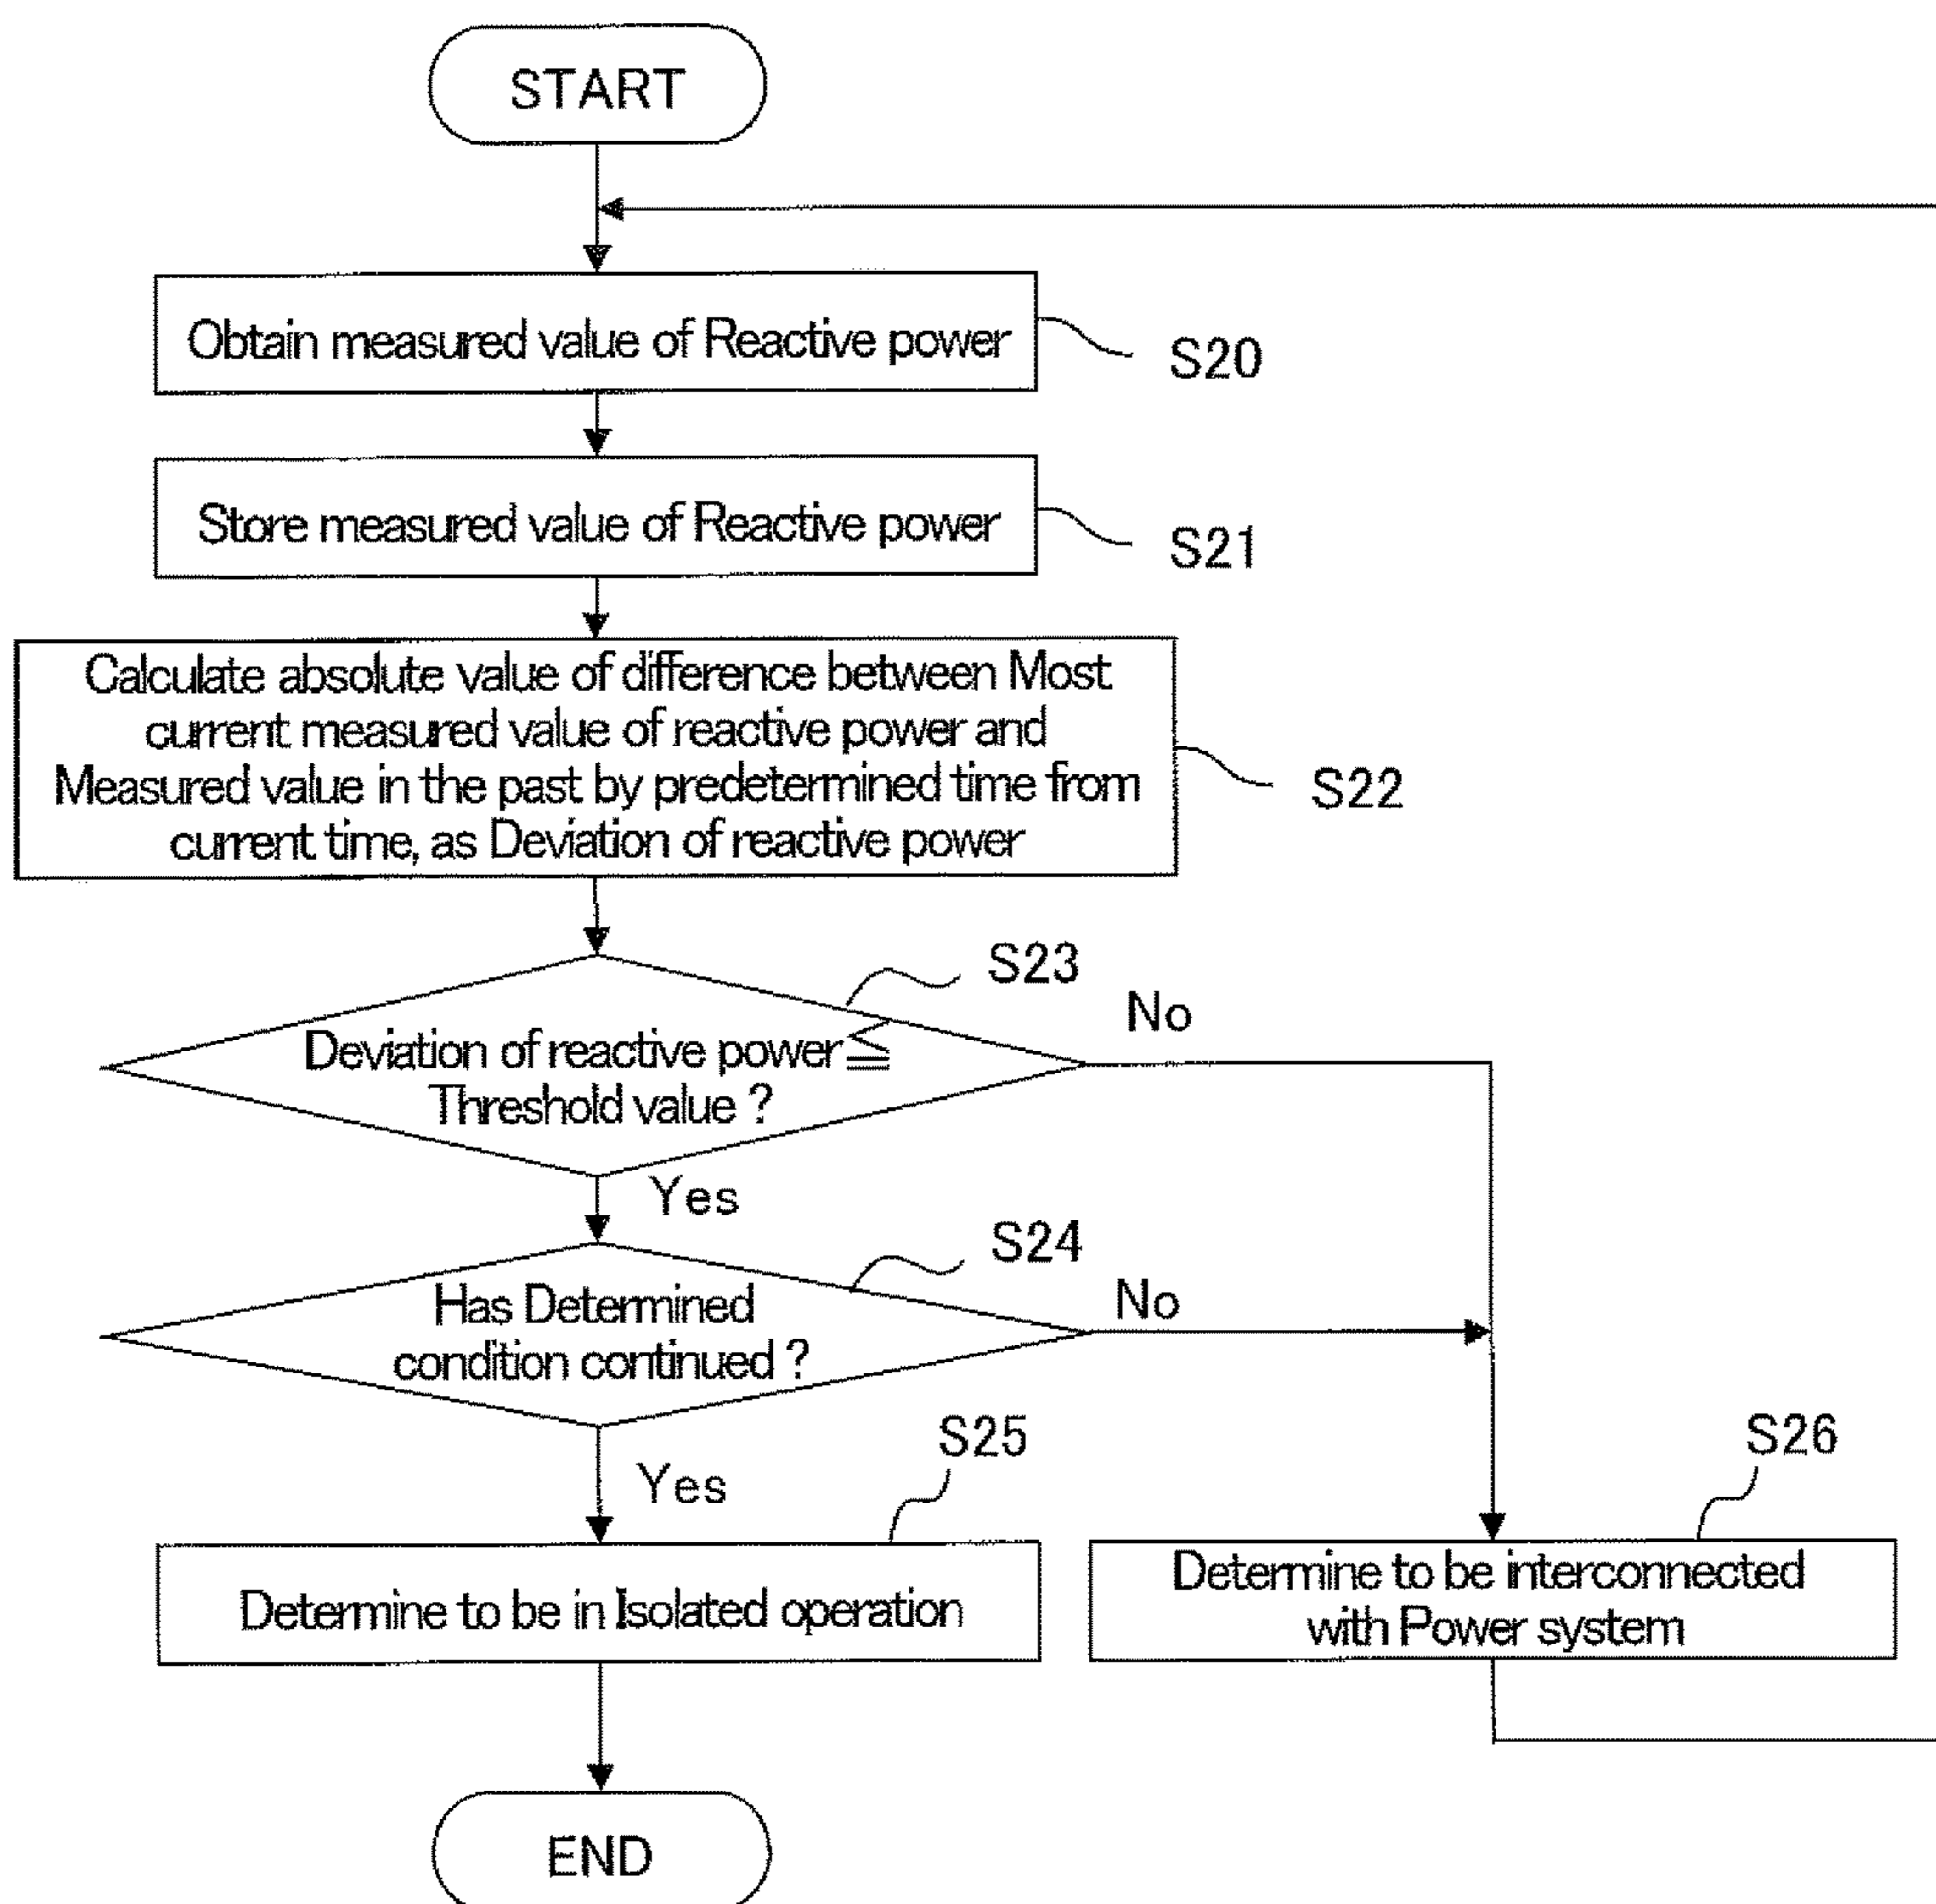 START
Obtain measured value of Reactive power
S20
Store measured value of Reactive power
S21
Calculate absolute value of difference between Most
current measured value of reactive power and
Measured value in the past by predetermined time from
current time, as Deviation of reactive power
S22
S23
Deviation of reactive power≦
Threshold value ?
No
Yes
S24
Has Determined
condition continued ?
No
Yes
S25
Determine to be in Isolated operation
S26
Determine to be interconnected
with Power system
END